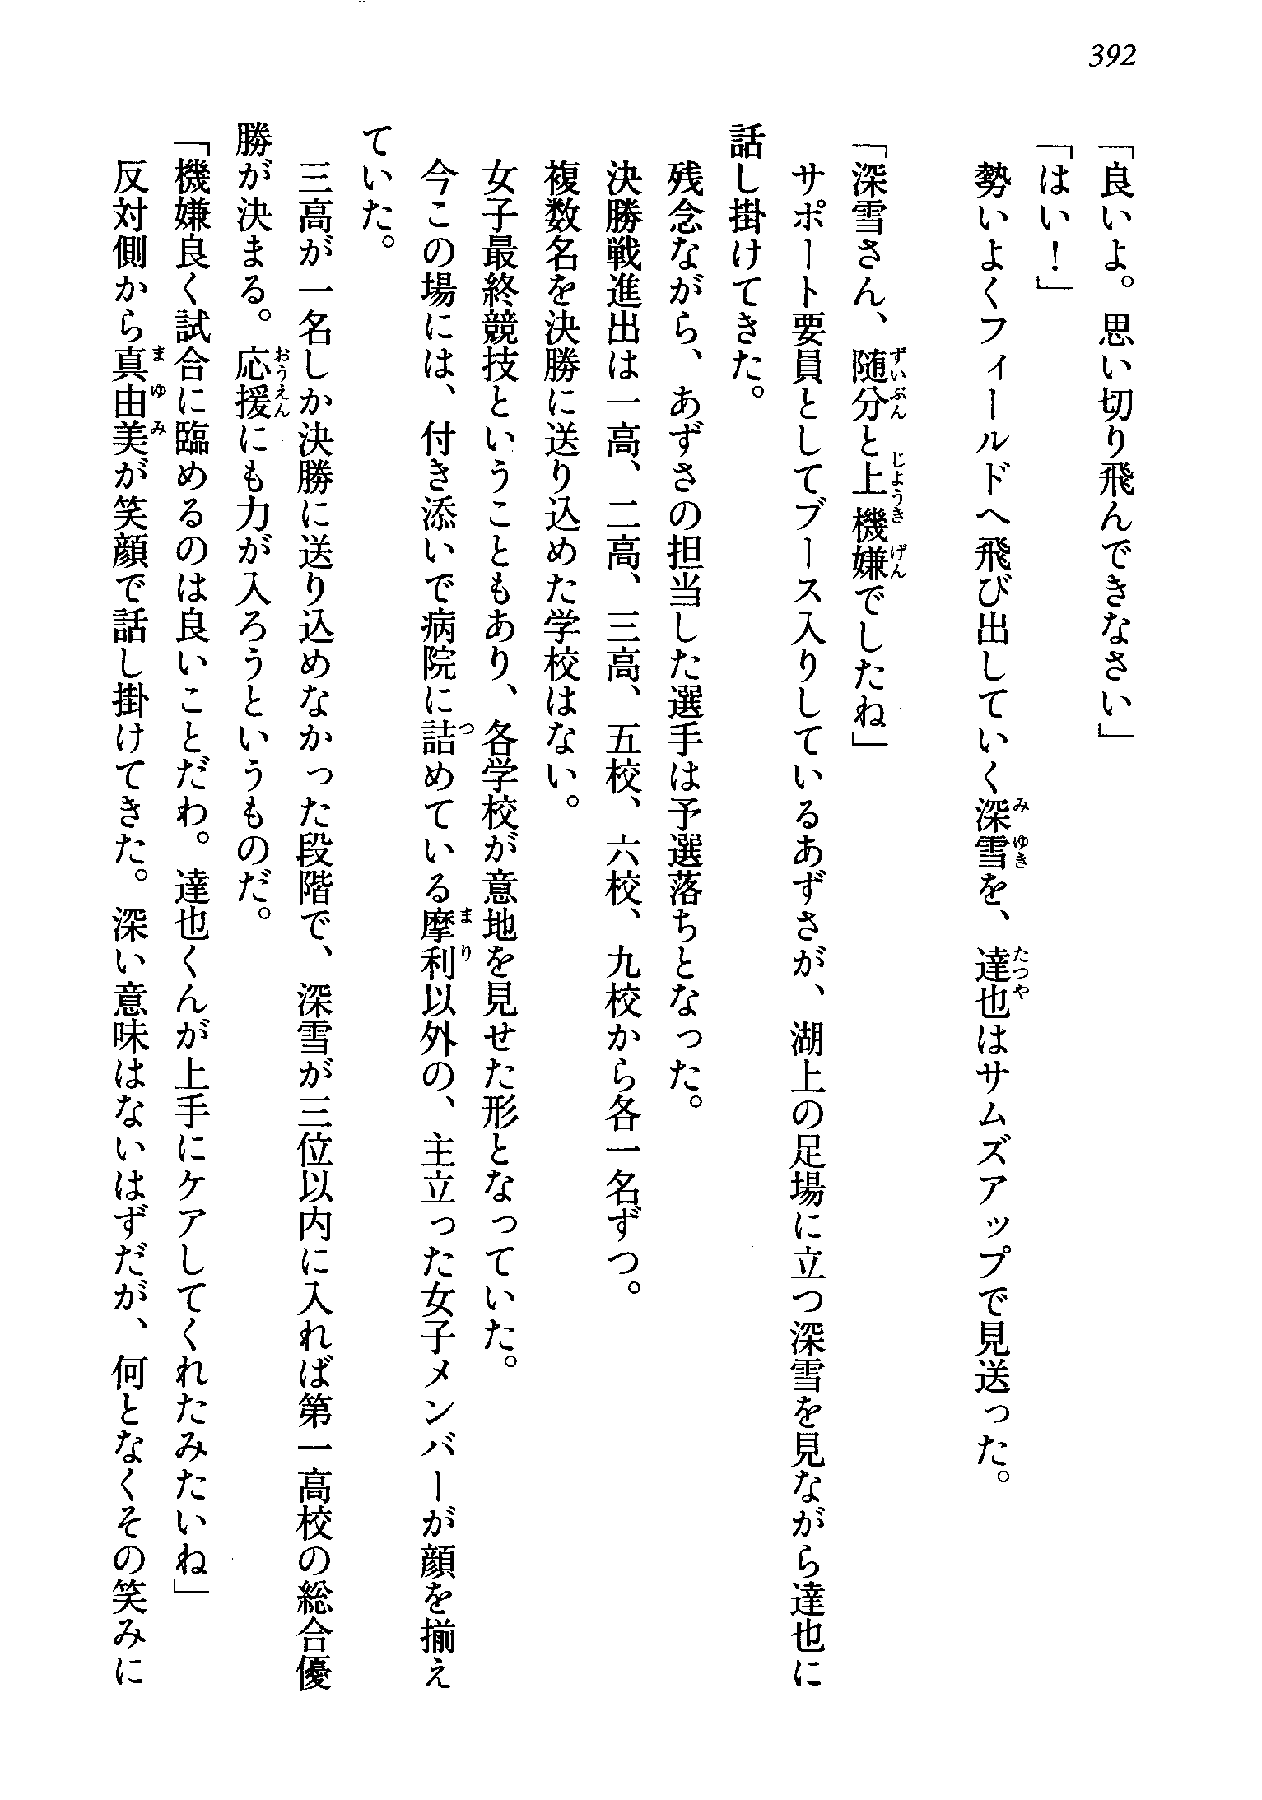 392
「良いよ。思い切り飛んできなさい」
「はい！」
勢いよくフィールドへ飛び出していく深雪を、達也はサムズアップで見送った。
「深雪さん、随分と上機嫌でしたね」
サポート要員としてブース入りしているあずさが、湖上の足場に立つ深雪を見ながら達也に
話し掛けてきた。
残念ながら、あずさの担当した選手は予選落ちとなった。
決勝戦進出は一高、二高、三高、五校、六校、九校から各一名ずつ。
複数名を決勝に送り込めた学校はない。
女子最終競技ということもあり、各学校が意地を見せた形となっていた。
今この場には、付き添いで病院に詰めている摩利以外の、主立った女子メンバーが顔を揃え
ていた。
三高が一名しか決勝に送り込めなかった段階で、深雪が三位以内に入れば第一高校の総合優
勝が決まる。応援にも力が入ろうというものだ。
「機嫌良く試合に臨めるのは良いことだわ。達也くんが上手にケアしてくれたみたいね」
反対側から真由美が笑顔で話し掛けてきた。深い意味はないはずだが、何となくその笑みに